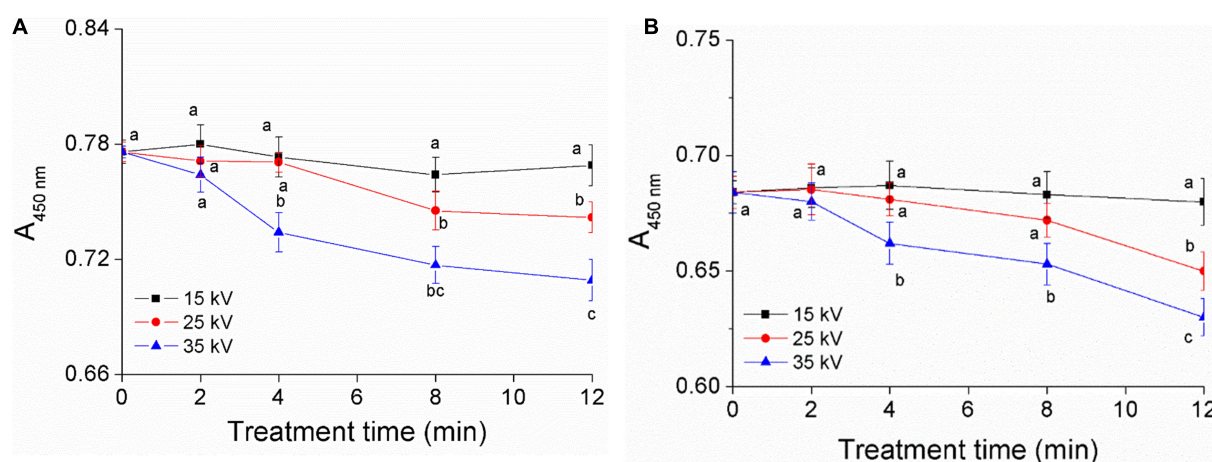 A
0.84
0.78
0.72
0.66
A450 nm
a
a
a
a
a
a
a
a
b
b
b
a
b
bc
c
15 kV
25 kV
35 kV
0
2
4
6
8
10
12
Treatment time (min)
B
0.75
0.70
0.65
0.60
A450 nm
a
a
a
a
a
a
a
a
b
b
b
c
15 kV
25 kV
35 kV
0
2
4
6
8
10
12
Treatment time (min)